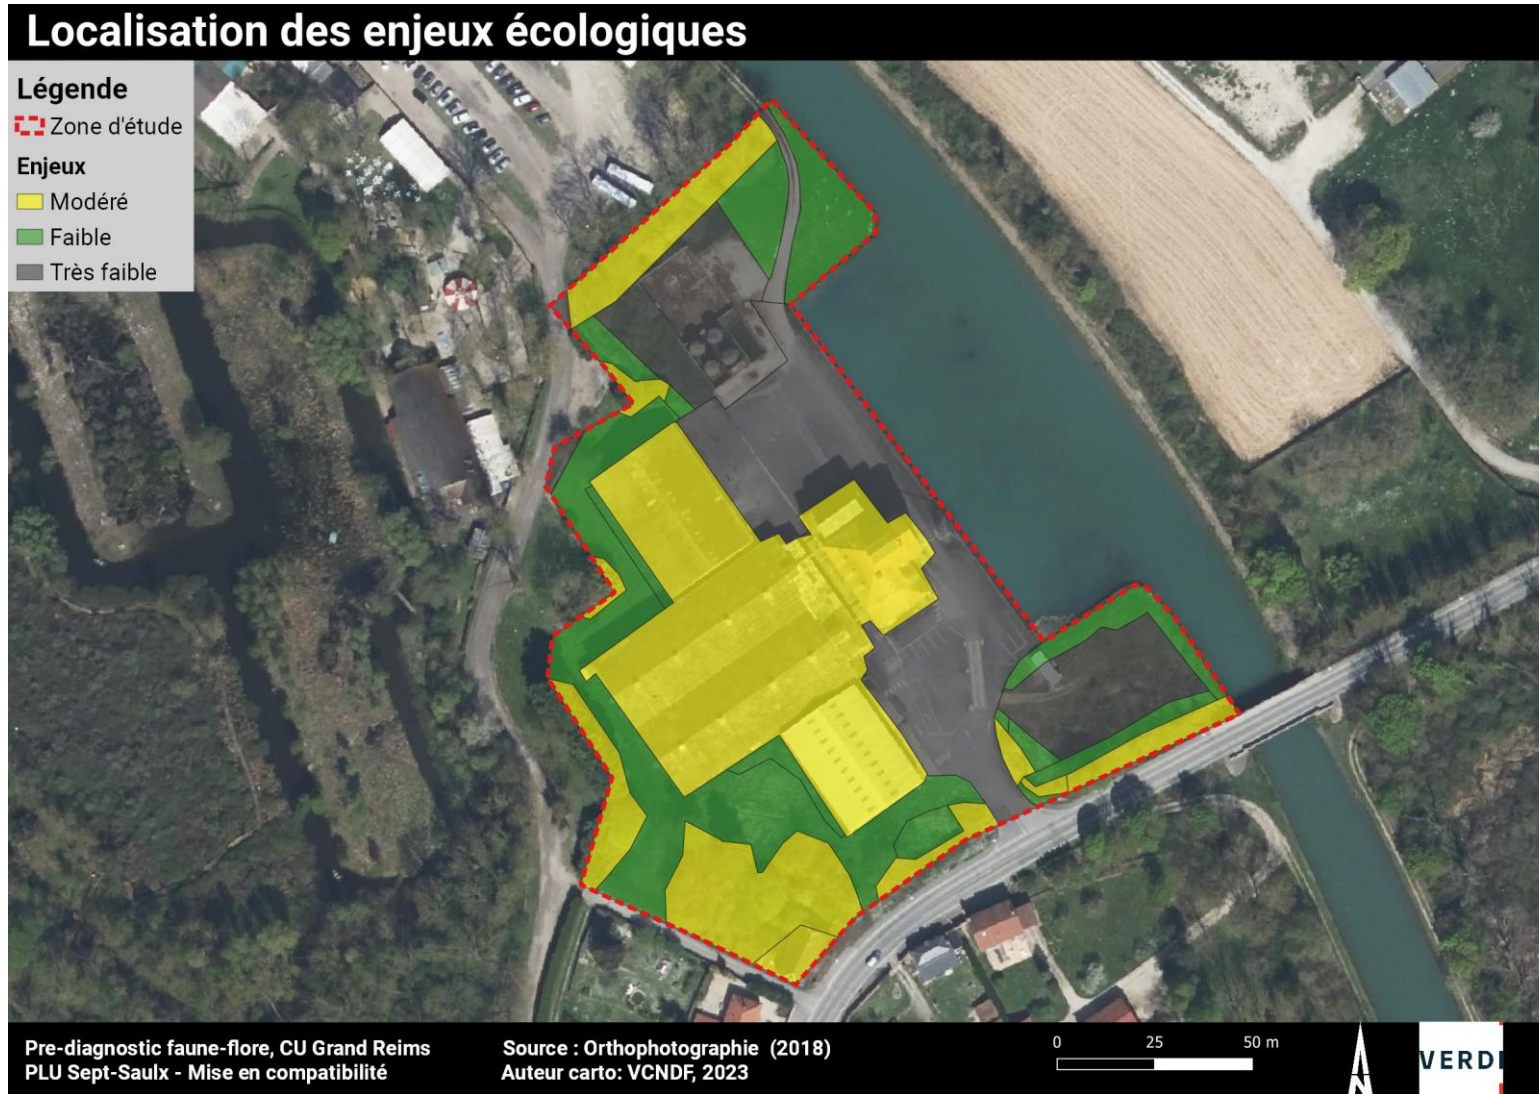 Localisation des enjeux écologiques
Légende
Zone d'étude
Enjeux
Modéré
Faible
Très faible
Pre-diagnostic faune-flore, CU Grand Reims
PLU Sept-Saulx - Mise en compatibilité
Source : Orthophotographie (2018)
Auteur carto: VCNDF, 2023
0 25 50 m
N
VERDI